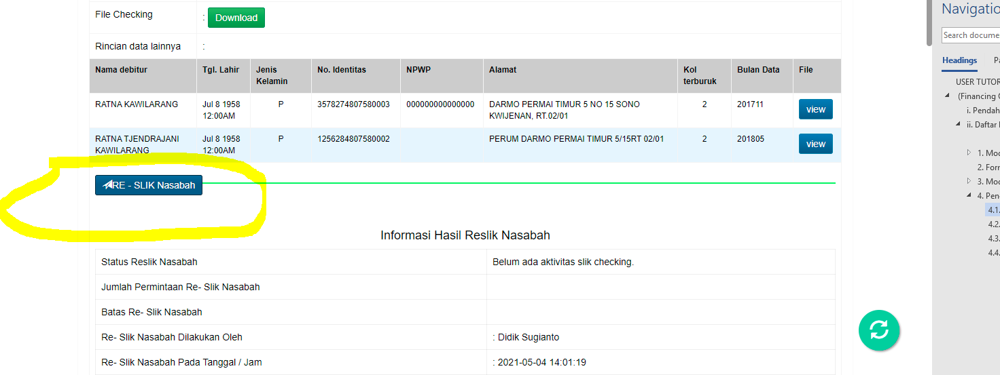 File Checking : Download
Navigatio
Search docume
Rincian data lainnya :
Headings Pa
Nama debitur Tgl. Lahir Jenis Kelamin No. Identitas NPWP Alamat Kol terburuk Bulan Data File
USER TUTOR
(Financing
RATNA KAWILARANG Jul 8 1958 12:00AM P 3578274807580003 000000000000000 DARMO PERMAI TIMUR 5 NO 15 SONO KWIJENAN, RT.02/01 2 201711 view
i. Pendah
ii. Daftar
RATNA TJENDRAJANI KAWILARANG Jul 8 1958 12:00AM P 1256284807580002 PERUM DARMO PERMAI TIMUR 5/15RT 02/01 2 201805 view
1. Mod
2. Forr
RE - SLIK Nasabah
3. Mod
4. Pen
4.1.
4.2.
4.3.
4.4.
Informasi Hasil Reslik Nasabah
Status Reslik Nasabah Belum ada aktivitas slik checking.
Jumlah Permintaan Re- Slik Nasabah
Batas Re- Slik Nasabah
Re- Slik Nasabah Dilakukan Oleh : Didik Sugianto
Re- Slik Nasabah Pada Tanggal / Jam : 2021-05-04 14:01:19